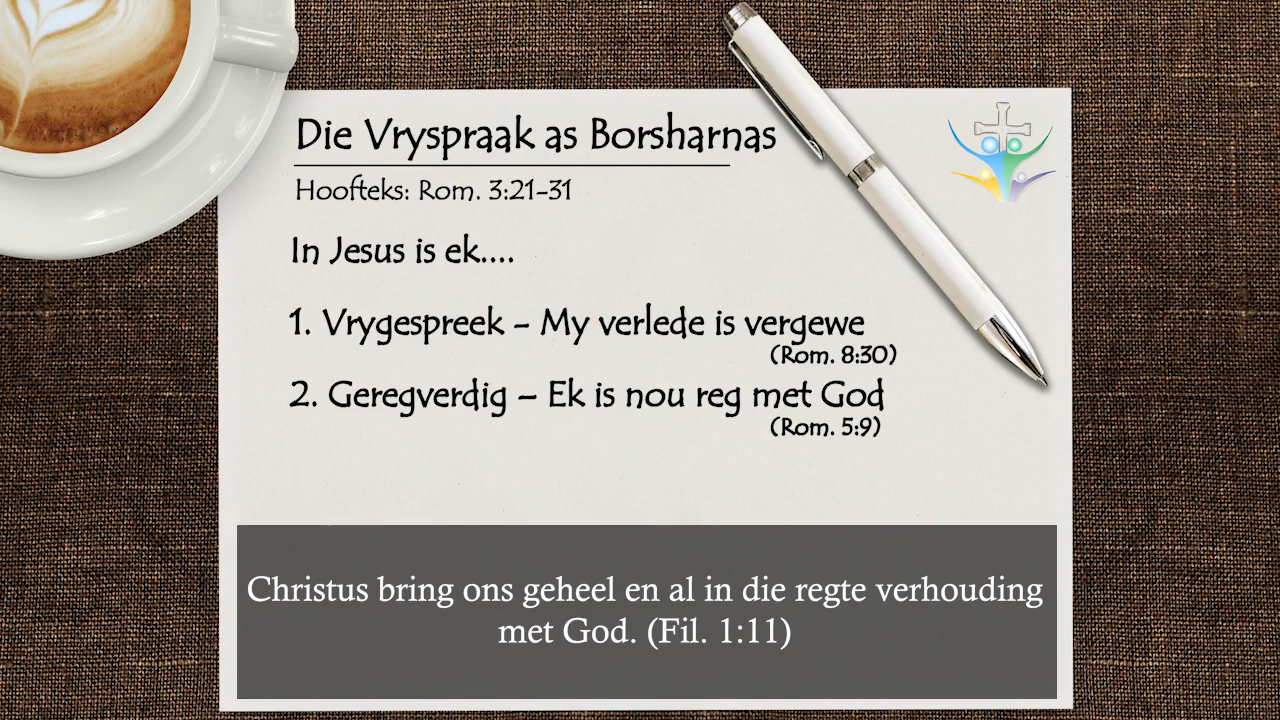 Die Vryspraak as Borsharnas
Hoofteks: Rom. 3:21-31
In Jesus is ek....
1. Vrygespreek - My verlede is vergewe
(Rom. 8:30)
2. Geregverdig – Ek is nou reg met God
(Rom. 5:9)
Christus bring ons geheel en al in die regte verhouding
met God. (Fil. 1:11)